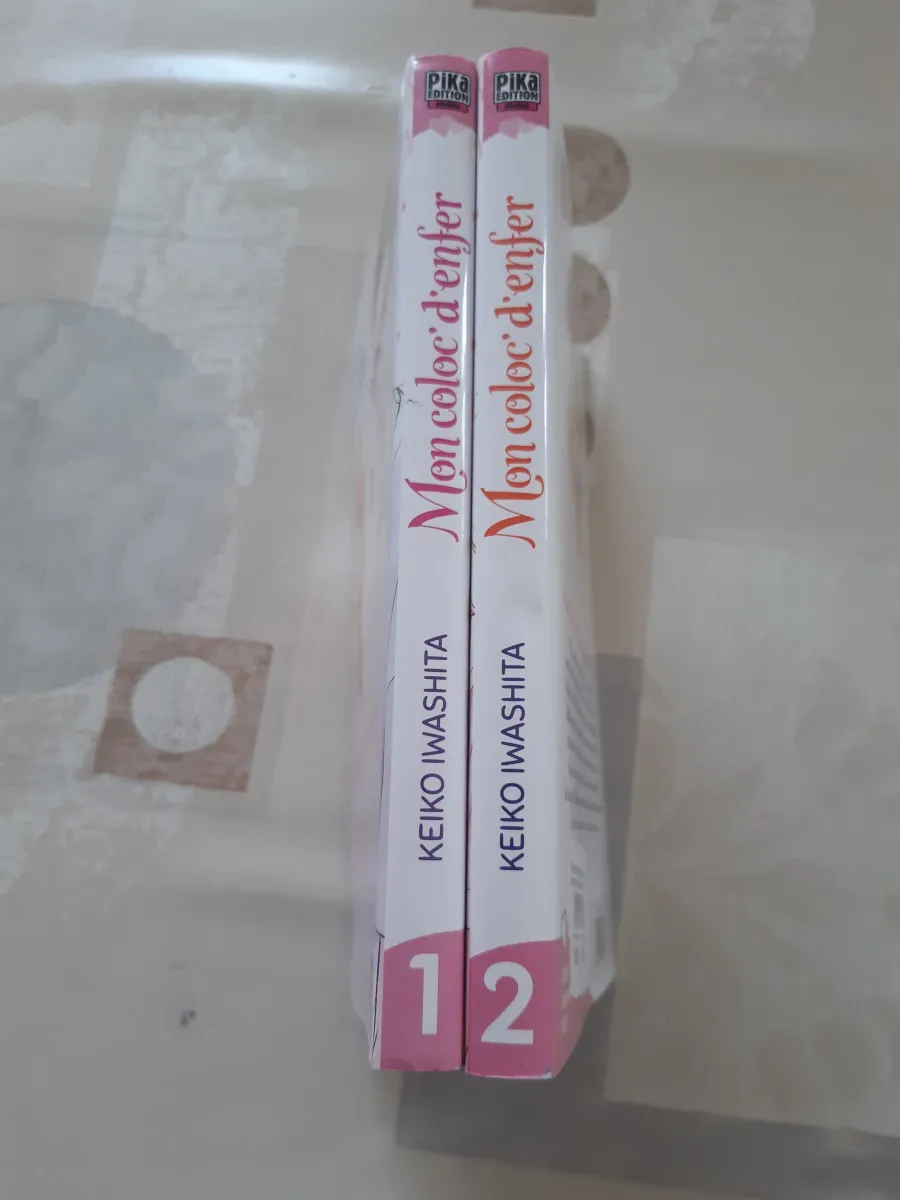 PiKa
EDITION
Mon coloc' d'enfer
KEIKO IWASHITA
1
PiKa
EDITION
Mon coloc' d'enfer
KEIKO IWASHITA
2